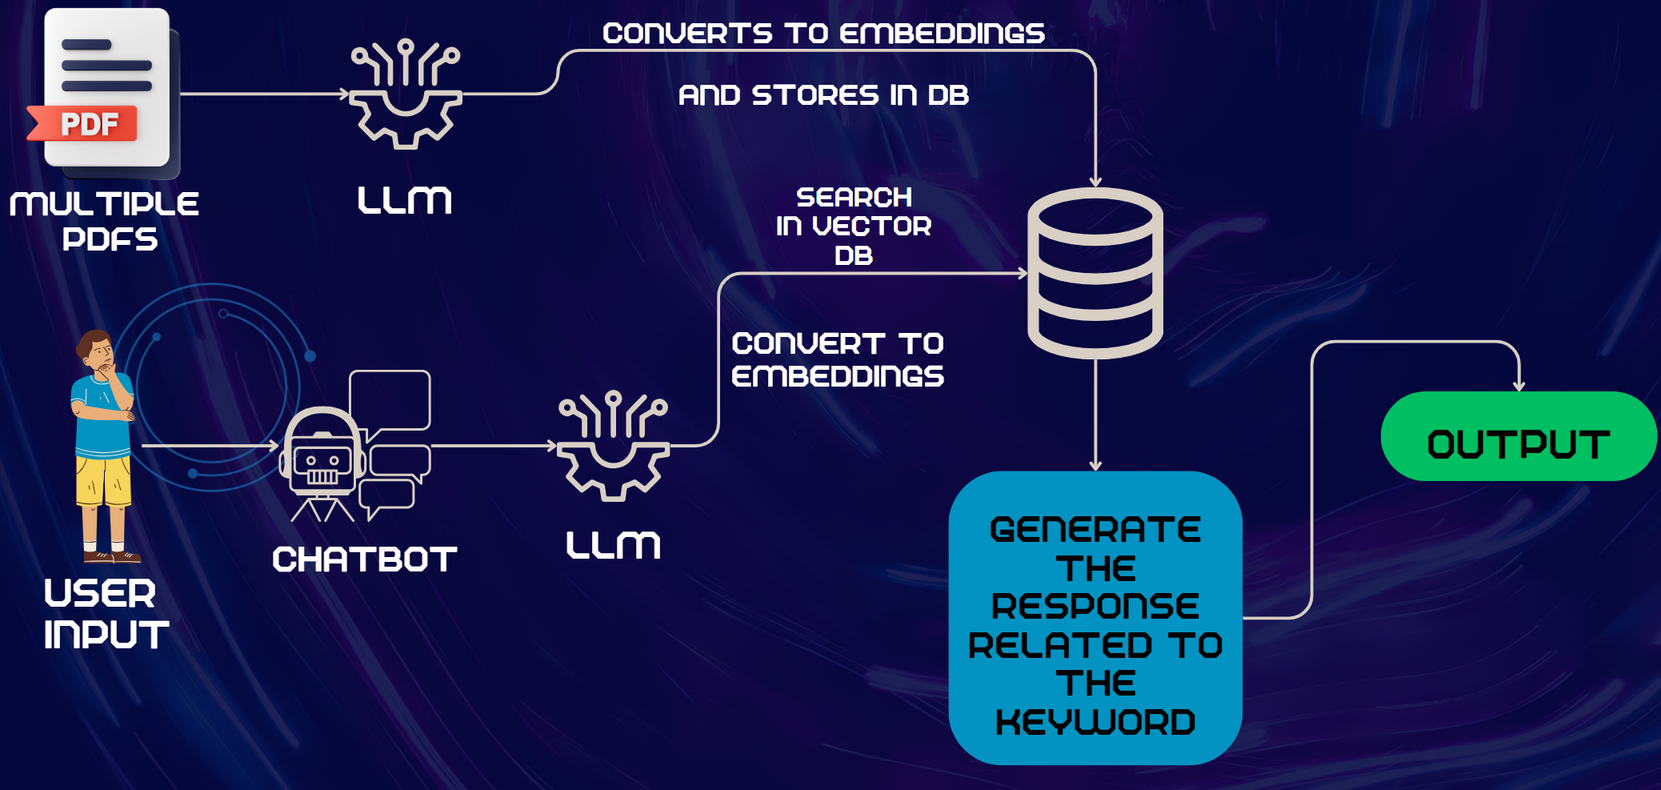 CONVERTS TO EMBEDDINGS
AND STORES IN DB
PDF
MULTIPLE
PDFS
LLM
SEARCH
IN VECTOR
DB
CONVERT TO
EMBEDDINGS
USER
INPUT
CHATBOT
LLM
GENERATE
THE
RESPONSE
RELATED TO
THE
KEYWORD
OUTPUT